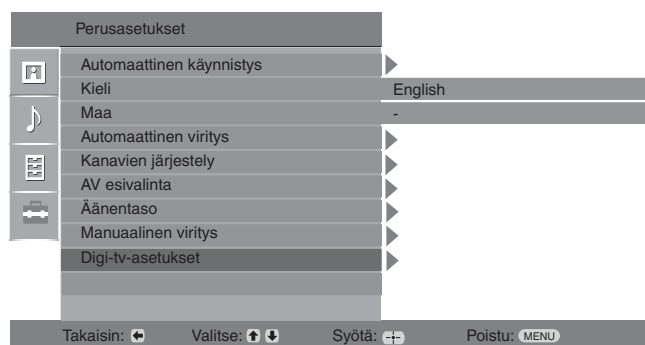 Perusasetukset
Automaattinen käynnistys
Kieli English
Maa -
Automaattinen viritys
Kanavien järjestely
AV esivalinta
Äänentaso
Manuaalinen viritys
Digi-tv-asetukset
Takaisin: Valitse: Syötä: Poistu: MENU